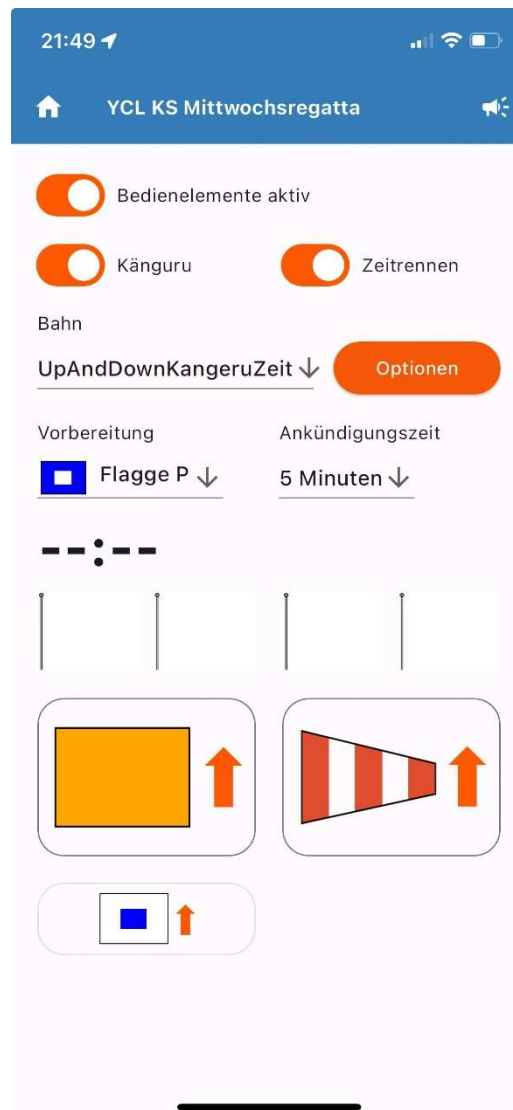 21:49
YCL KS Mittwochsregatta
Bedienelemente aktiv
Känguru Zeitrennen
Bahn
UpAndDownKangeruZeit Optionen
Vorbereitung Ankündigungszeit
Flagge P 5 Minuten
--:--